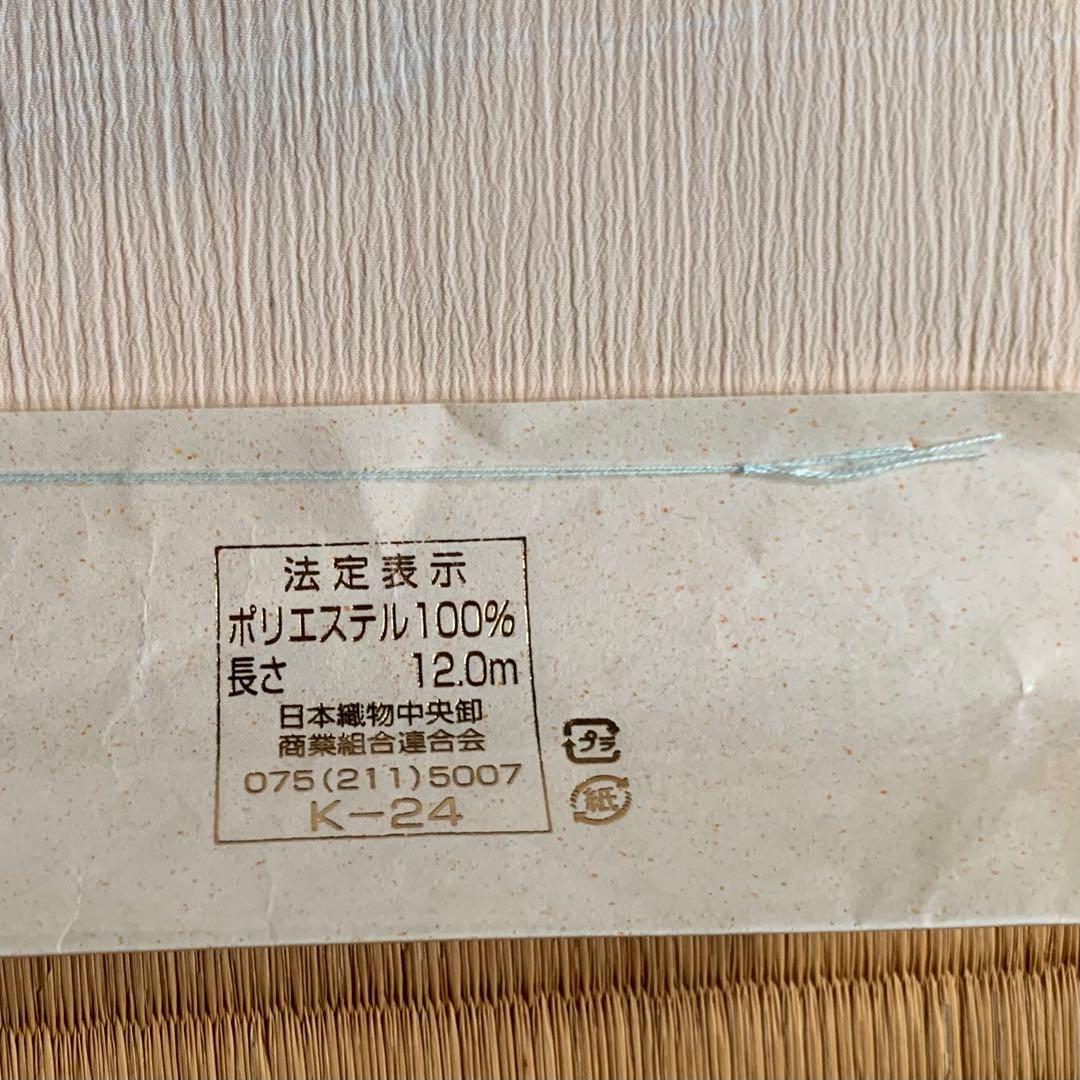 法定表示
ポリエステル100%
長さ 12.0m
日本織物中央卸
商業組合連合会
075(211)5007
K-24
プラ
紙